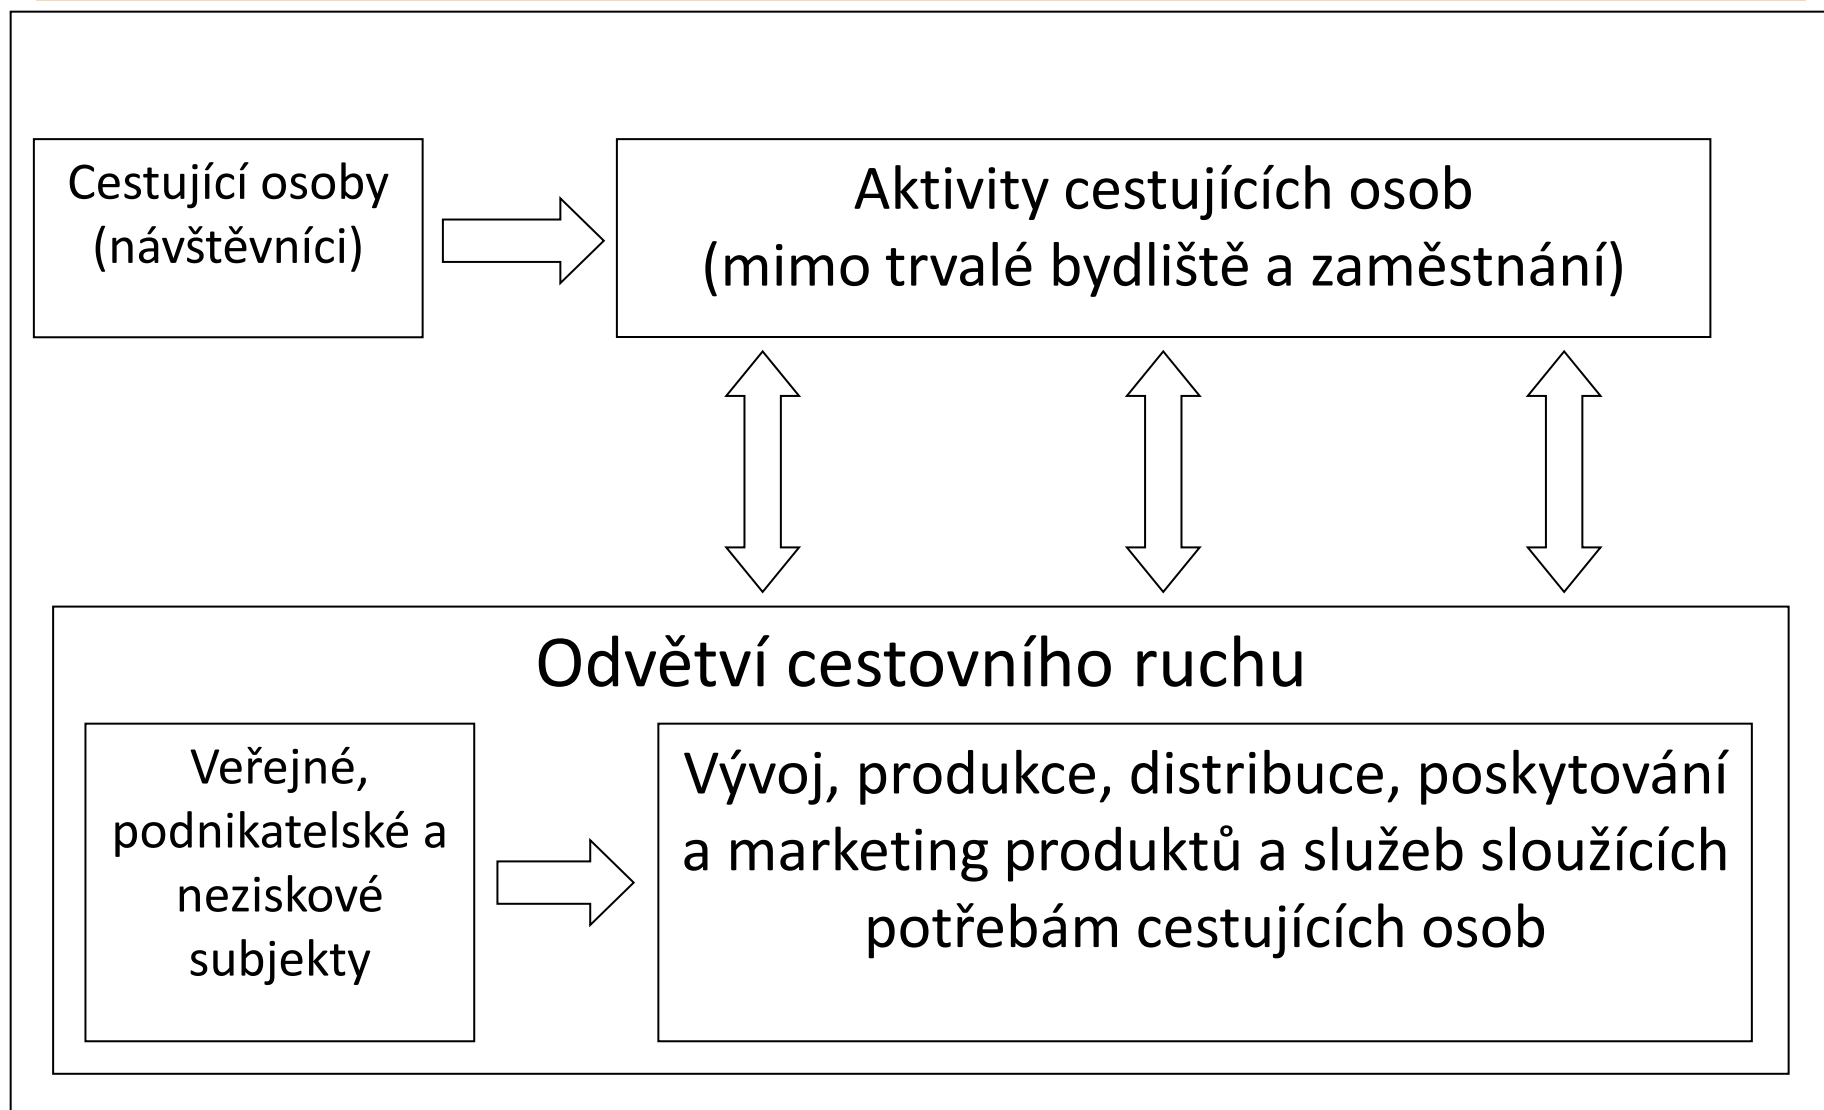 Cestující osoby
(návštěvníci)
Aktivity cestujících osob
(mimo trvalé bydliště a zaměstnání)
Odvětví cestovního ruchu
Veřejné,
podnikatelské a
neziskové
subjekty
Vývoj, produkce, distribuce, poskytování
a marketing produktů a služeb sloužících
potřebám cestujících osob